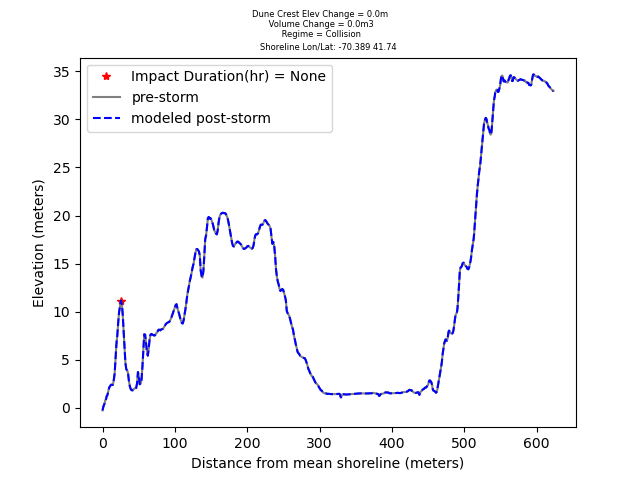 Dune Crest Elev Change = 0.0m
Volume Change = 0.0m3
Regime = Collision
Shoreline Lon/Lat: -70.389 41.74
Impact Duration(hr) = None
pre-storm
modeled post-storm
35
30
25
20
15
10
5
0
Elevation (meters)
0 100 200 300 400 500 600
Distance from mean shoreline (meters)